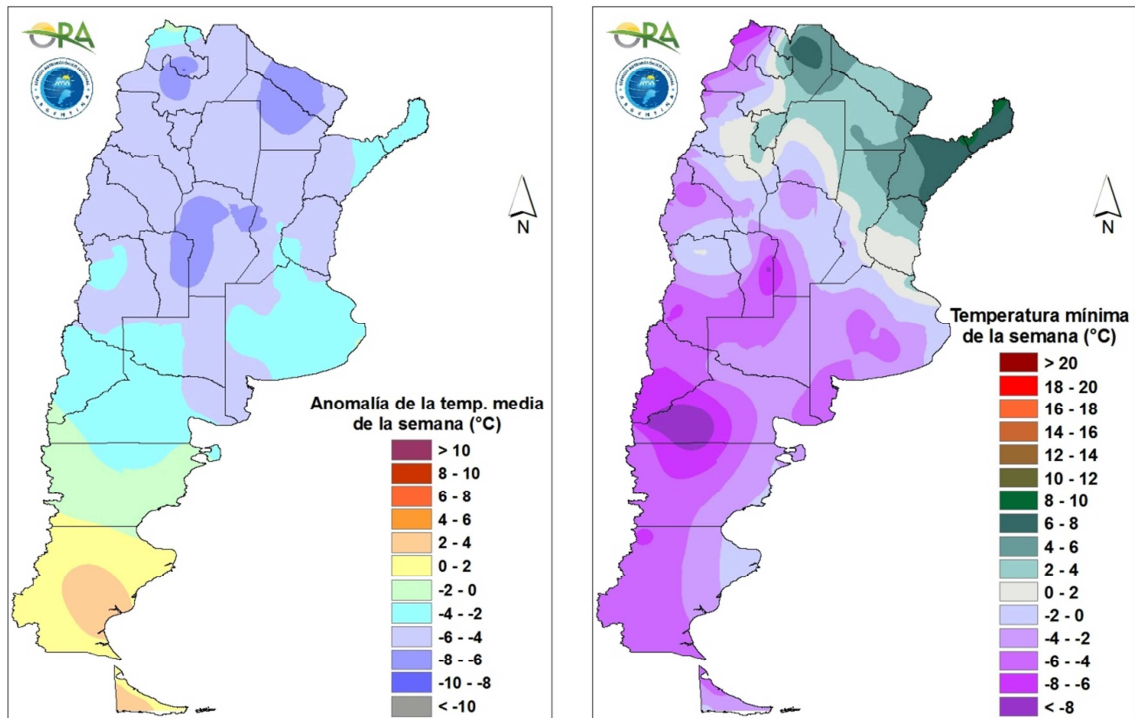 ORA
N
Anomalía de la temp. media
de la semana (°C)
> 10
8 - 10
6 - 8
4 - 6
2 - 4
0 - 2
-2 - 0
-4 - -2
-6 - -4
-8 - -6
-10 - -8
< -10
ORA
N
Temperatura mínima
de la semana (°C)
> 20
18 - 20
16 - 18
14 - 16
12 - 14
10 - 12
8 - 10
6 - 8
4 - 6
2 - 4
0 - 2
-2 - 0
-4 - -2
-6 - -4
-8 - -6
< -8